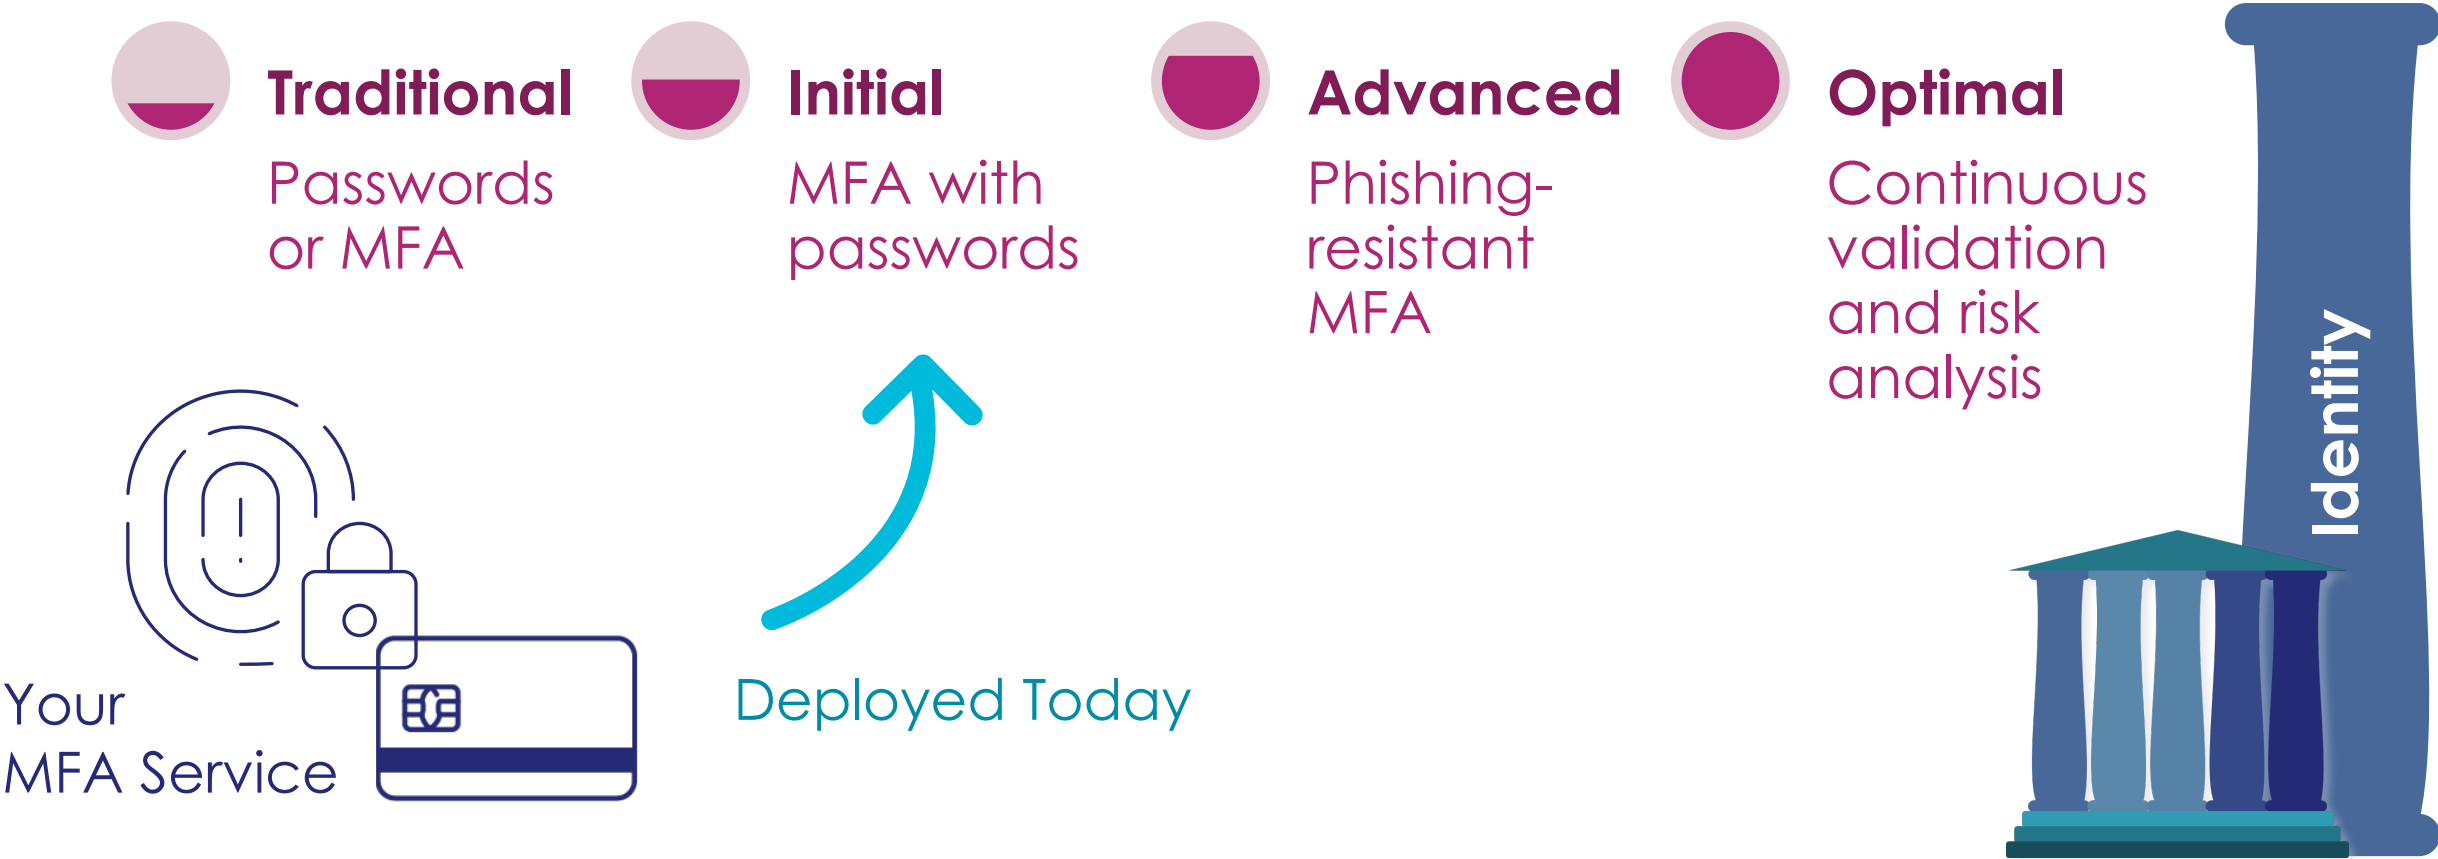 Traditional
Passwords
or MFA
Initial
MFA with
passwords
Advanced
Phishing-
resistant
MFA
Optimal
Continuous
validation
and risk
analysis
Identity
Your
MFA Service
Deployed Today